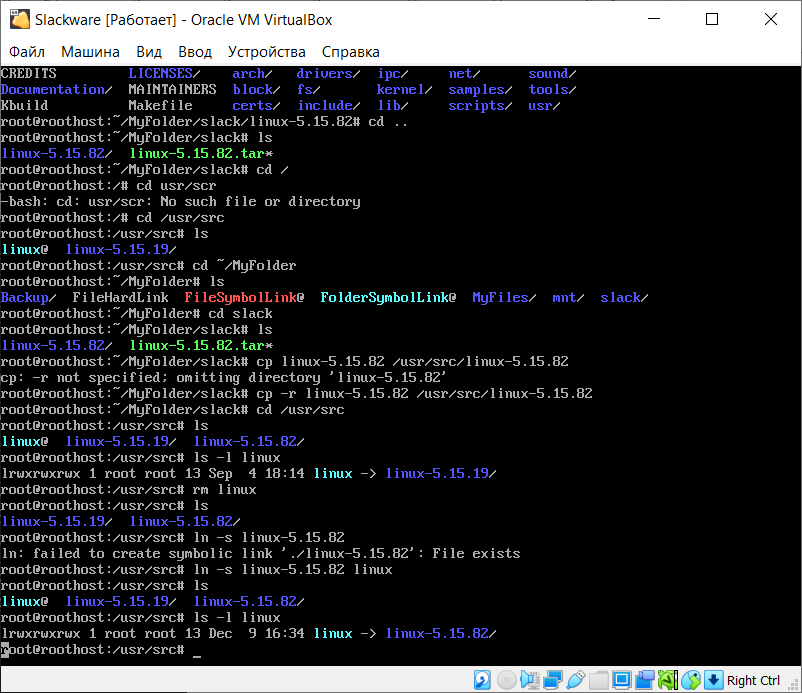 Slackware [Работает] - Oracle VM VirtualBox
Файл Машина Вид Ввод Устройства Справка
CREDITS LICENSES/ arch/ drivers/ ipc/ net/ sound/
Documentation/ MAINTAINERS block/ fs/ kernel/ samples/ tools/
Kbuild Makefile certs/ include/ lib/ scripts/ usr/
root@roothost:~/MyFolder/slack/linux-5.15.82# cd ..
root@roothost:~/MyFolder/slack# ls
linux-5.15.82/ linux-5.15.82.tar*
root@roothost:~/MyFolder/slack# cd /
root@roothost:/# cd usr/scr
-bash: cd: usr/scr: No such file or directory
root@roothost:/# cd /usr/src
root@roothost:/usr/src# ls
linux@ linux-5.15.19/
root@roothost:/usr/src# cd ~/MyFolder
root@roothost:~/MyFolder# ls
Backup/ FileHardLink FileSymbolLink@ FolderSymbolLink@ MyFiles/ mnt/ slack/
root@roothost:~/MyFolder# cd slack
root@roothost:~/MyFolder/slack# ls
linux-5.15.82/ linux-5.15.82.tar*
root@roothost:~/MyFolder/slack# cp linux-5.15.82 /usr/src/linux-5.15.82
cp: -r not specified; omitting directory 'linux-5.15.82'
root@roothost:~/MyFolder/slack# cp -r linux-5.15.82 /usr/src/linux-5.15.82
root@roothost:~/MyFolder/slack# cd /usr/src
root@roothost:/usr/src# ls
linux@ linux-5.15.19/ linux-5.15.82/
root@roothost:/usr/src# ls -l linux
lrwxrwxrwx 1 root root 13 Sep 4 18:14 linux -> linux-5.15.19/
root@roothost:/usr/src# rm linux
root@roothost:/usr/src# ls
linux-5.15.19/ linux-5.15.82/
root@roothost:/usr/src# ln -s linux-5.15.82
ln: failed to create symbolic link './linux-5.15.82': File exists
root@roothost:/usr/src# ln -s linux-5.15.82 linux
root@roothost:/usr/src# ls
linux@ linux-5.15.19/ linux-5.15.82/
root@roothost:/usr/src# ls -l linux
lrwxrwxrwx 1 root root 13 Dec 9 16:34 linux -> linux-5.15.82/
root@roothost:/usr/src# _
Right Ctrl